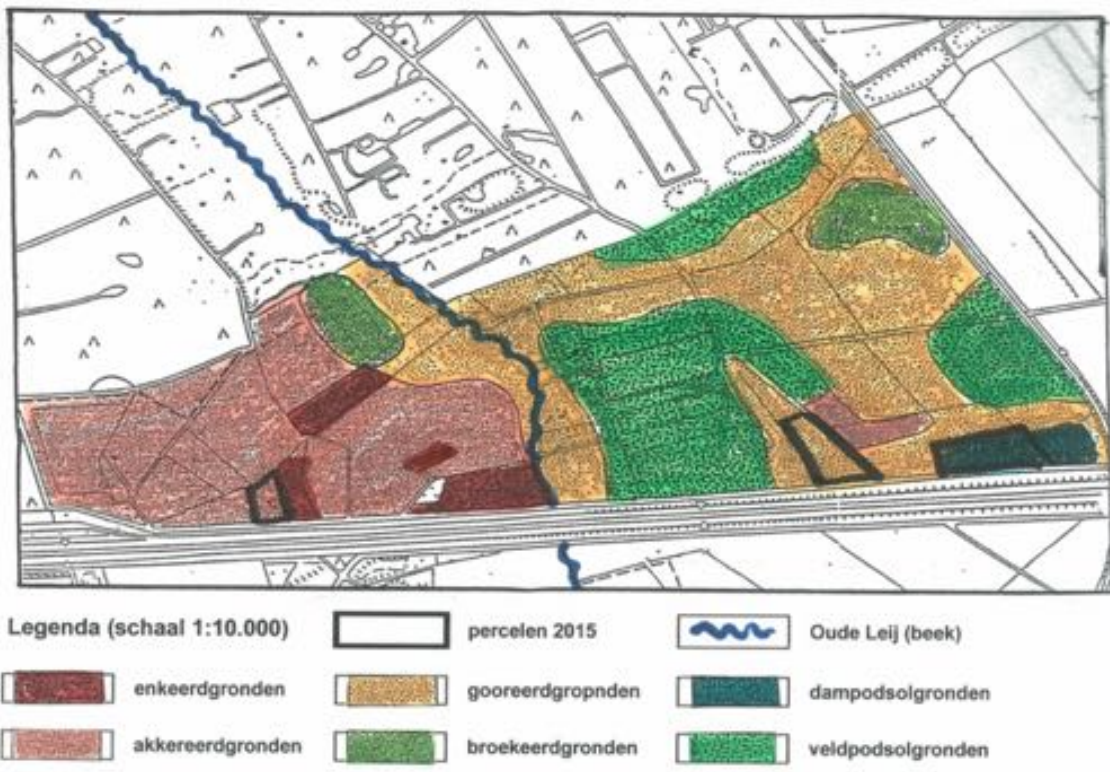 Legenda (schaal 1:10.000) percelen 2015 Oude Leij (beek)
enkeerdgronden gooreerdgropnden dampodsolgronden
akkereerdgronden broekeerdgronden veldpodsolgronden